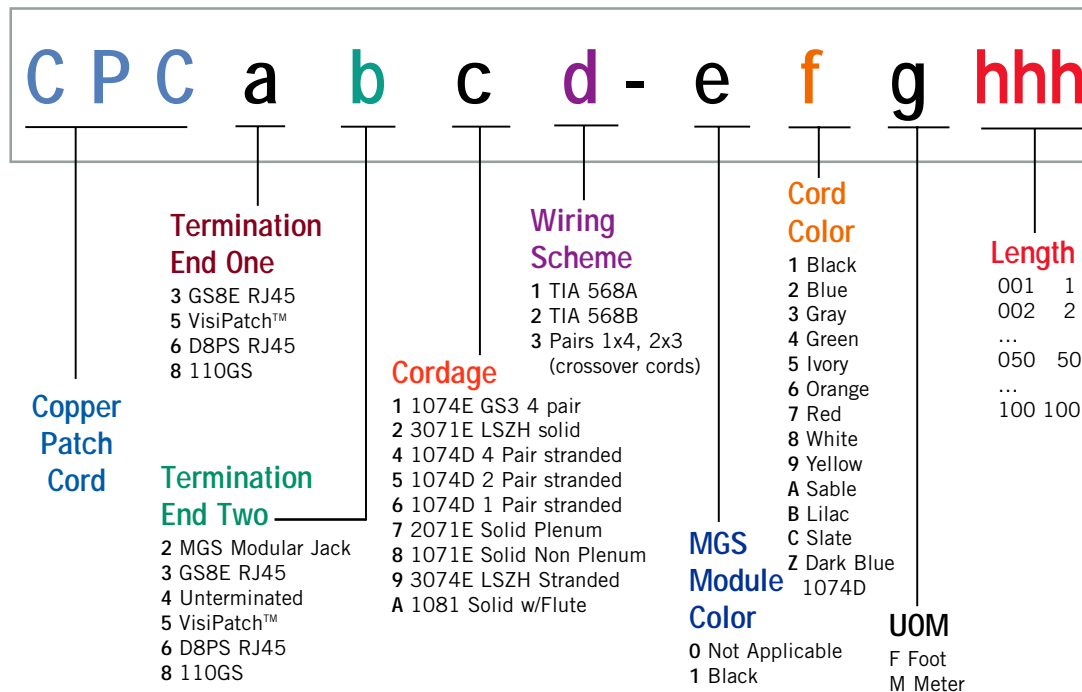 C P C a b c d - e f g hhh
Copper
Patch
Cord
Termination
End One
3 GS8E RJ45
5 VisiPatch™
6 D8PS RJ45
8 110GS
Termination
End Two
2 MGS Modular Jack
3 GS8E RJ45
4 Unterminated
5 VisiPatch™
6 D8PS RJ45
8 110GS
Cordage
1 1074E GS3 4 pair
2 3071E LSZH solid
4 1074D 4 Pair stranded
5 1074D 2 Pair stranded
6 1074D 1 Pair stranded
7 2071E Solid Plenum
8 1071E Solid Non Plenum
9 3074E LSZH Stranded
A 1081 Solid w/Flute
Wiring
Scheme
1 TIA 568A
2 TIA 568B
3 Pairs 1x4, 2x3
(crossover cords)
MGS
Module
Color
0 Not Applicable
1 Black
Cord
Color
1 Black
2 Blue
3 Gray
4 Green
5 Ivory
6 Orange
7 Red
8 White
9 Yellow
A Sable
B Lilac
C Slate
Z Dark Blue
1074D
UOM
F Foot
M Meter
Length
001 1
002 2
...
050 50
...
100 100